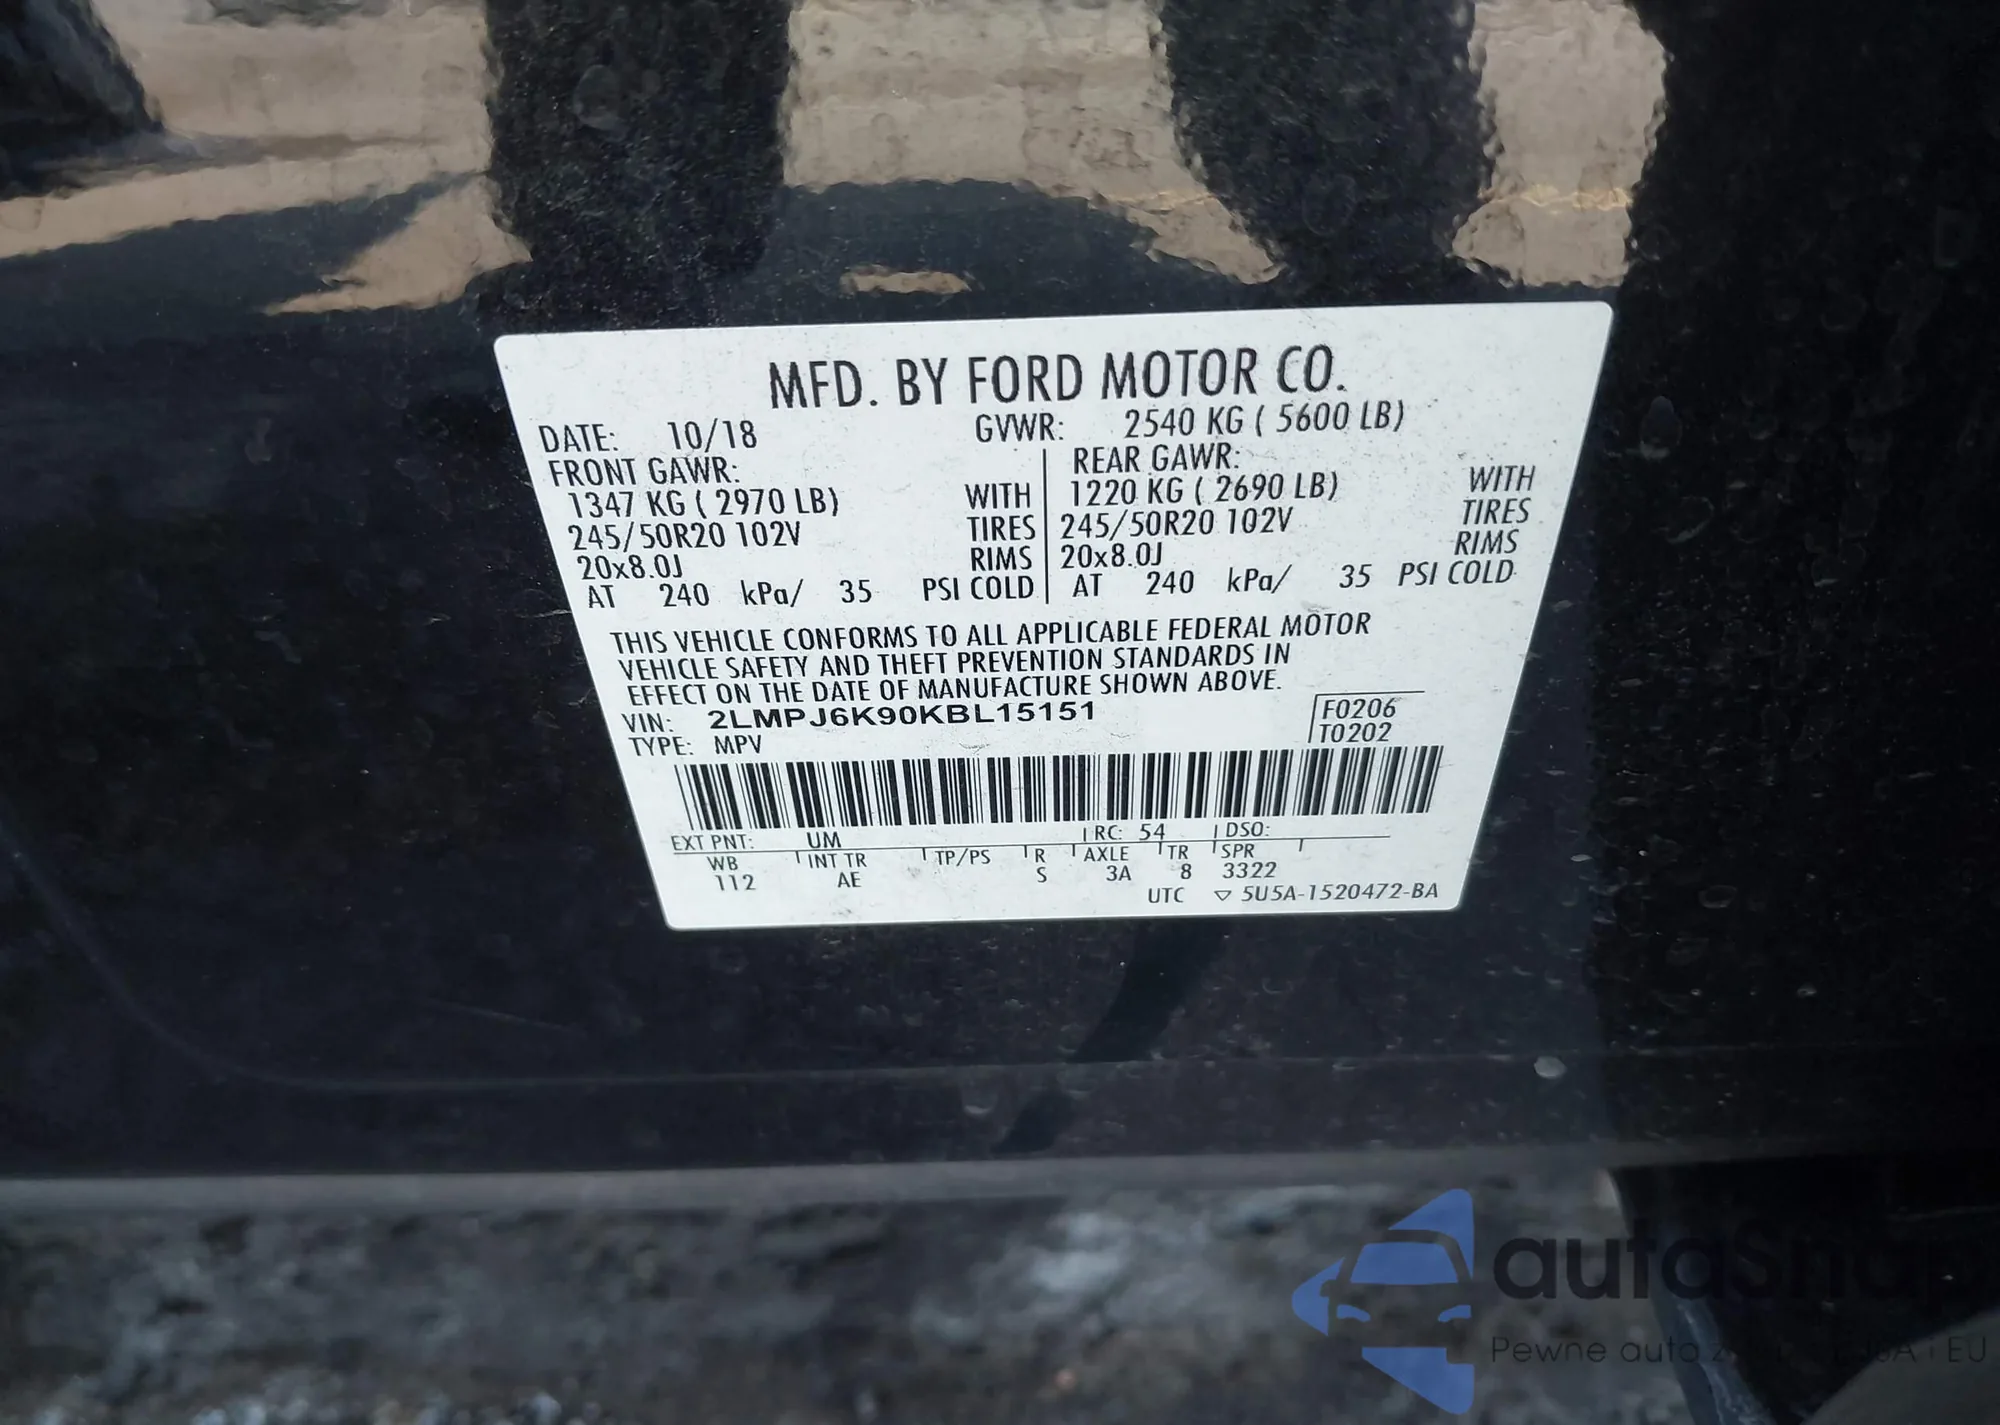 MFD. BY FORD MOTOR CO.
DATE: 10/18 GVWR: 2540 KG ( 5600 LB)
FRONT GAWR: REAR GAWR:
1347 KG ( 2970 LB) WITH 1220 KG ( 2690 LB) WITH
245/50R20 102V TIRES 245/50R20 102V TIRES
20x8.0J RIMS 20x8.0J RIMS
AT 240 kPa/ 35 PSI COLD AT 240 kPa/ 35 PSI COLD
THIS VEHICLE CONFORMS TO ALL APPLICABLE FEDERAL MOTOR
VEHICLE SAFETY AND THEFT PREVENTION STANDARDS IN
EFFECT ON THE DATE OF MANUFACTURE SHOWN ABOVE.
VIN: 2LMPJ6K90KBL15151 F0206
TYPE: MPV T0202
EXT PNT: UM RC: 54 DSO:
WB INT TR TP/PS R AXLE TR SPR
112 AE S 3A 8 3322
UTC ▽ 5U5A-1520472-BA
autaSnap
Pewne auto z EU